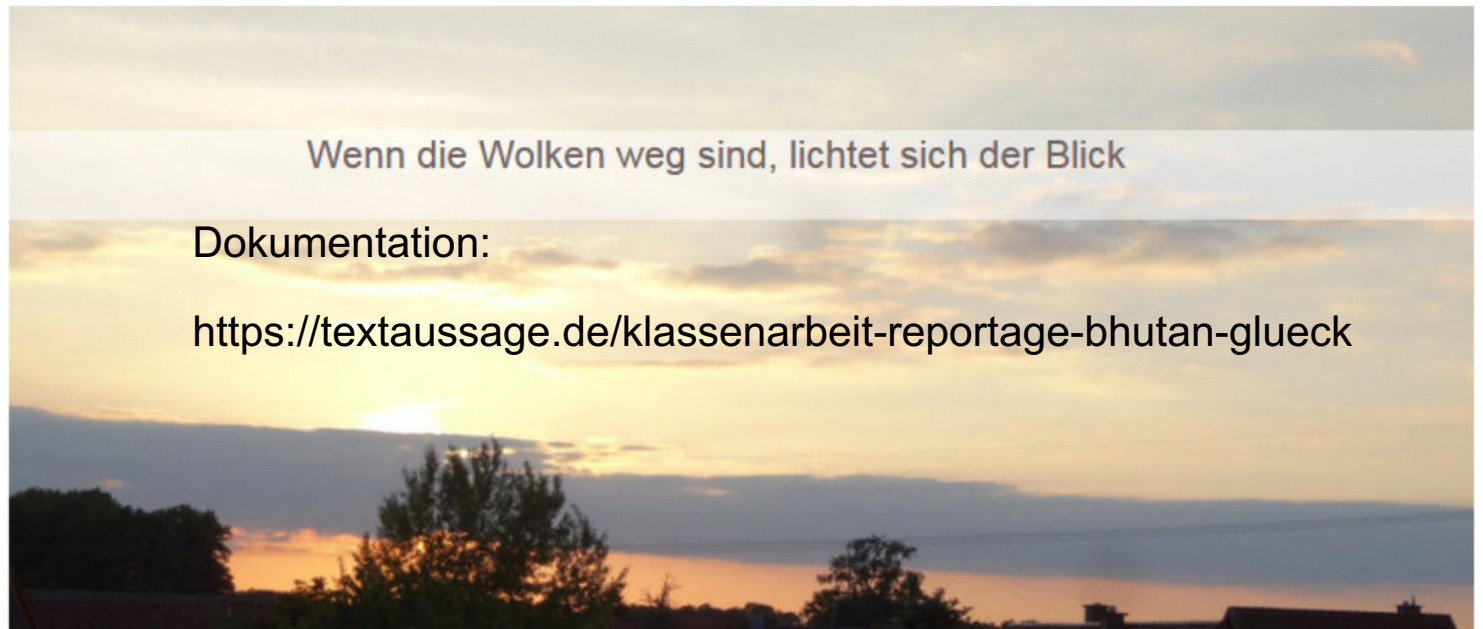 Wenn die Wolken weg sind, lichtet sich der Blick
Dokumentation:
https://textaussage.de/klassenarbeit-reportage-bhutan-glueck